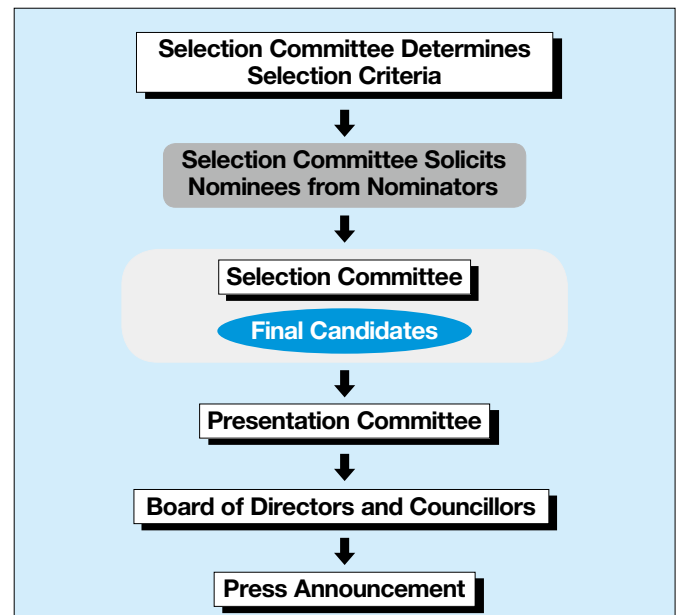 Selection Committee Determines
Selection Criteria
Selection Committee Solicits
Nominees from Nominators
Selection Committee
Final Candidates
Presentation Committee
Board of Directors and Councillors
Press Announcement